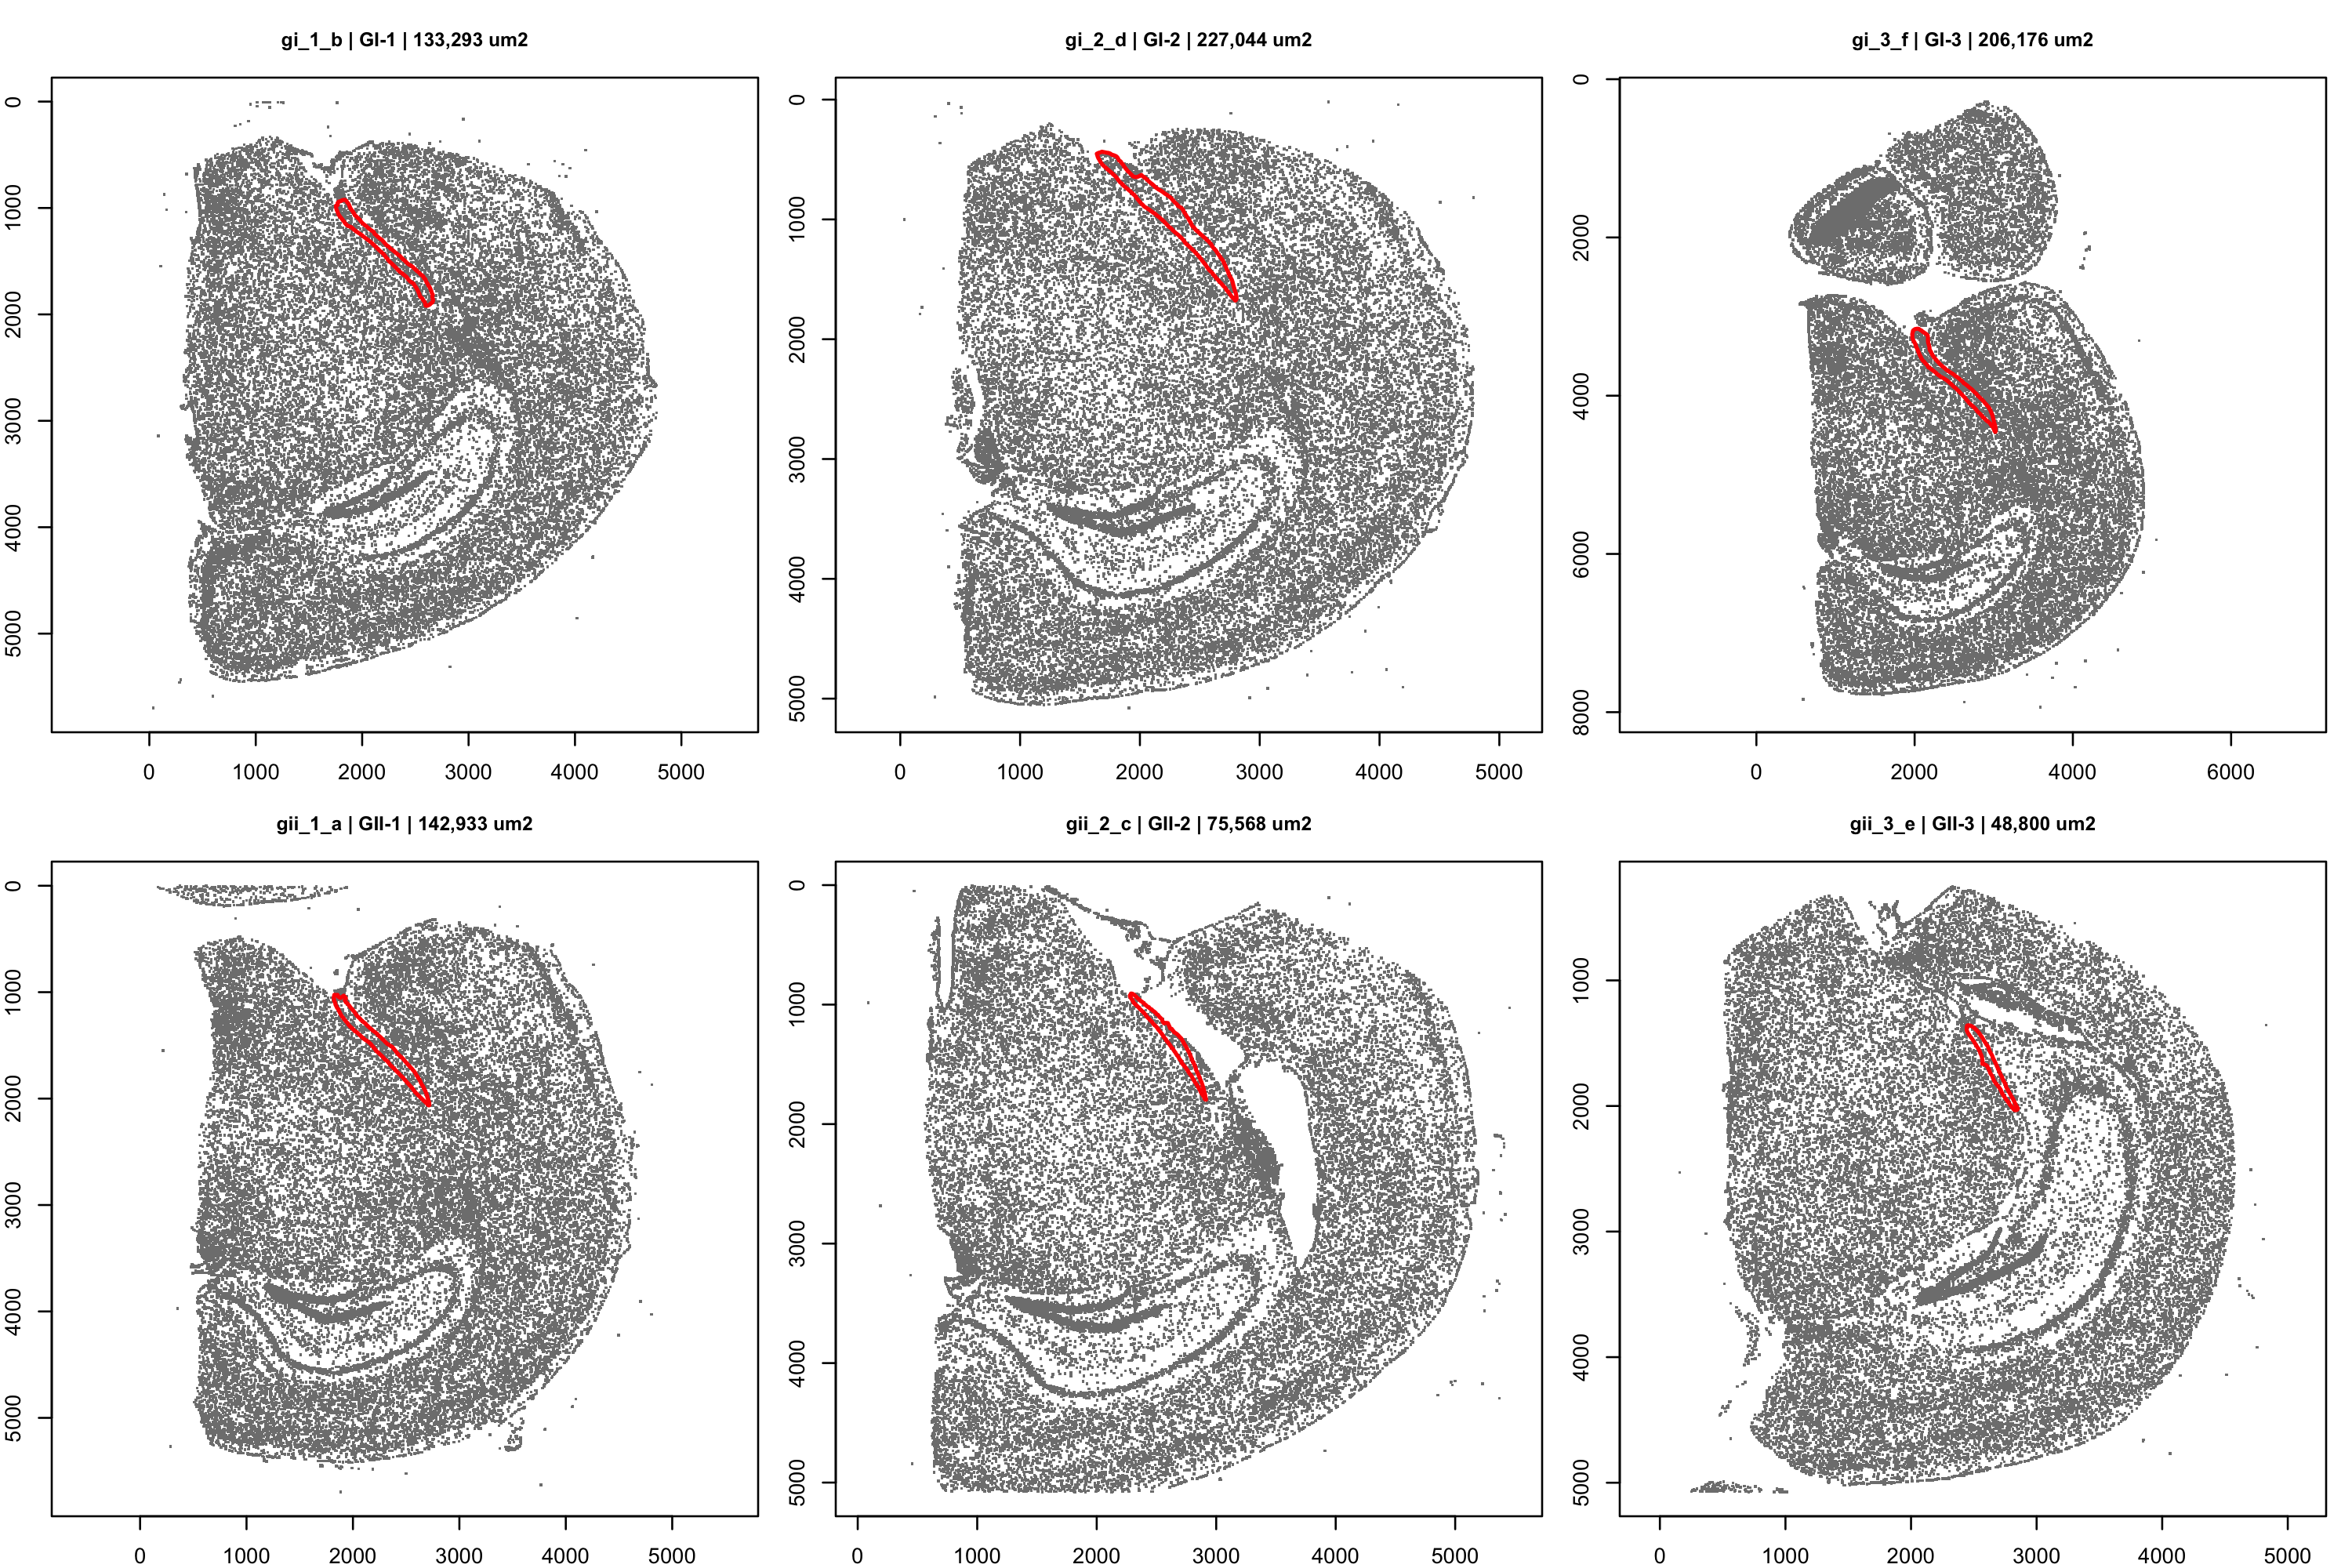 gi_1_b | GI-1 | 133,293 um2
0
1000
2000
3000
4000
5000
0 1000 2000 3000 4000 5000
gi_2_d | GI-2 | 227,044 um2
0
1000
2000
3000
4000
5000
0 1000 2000 3000 4000 5000
gi_3_f | GI-3 | 206,176 um2
0
2000
4000
6000
8000
0 2000 4000 6000
gii_1_a | GII-1 | 142,933 um2
0
1000
2000
3000
4000
5000
0 1000 2000 3000 4000 5000
gii_2_c | GII-2 | 75,568 um2
0
1000
2000
3000
4000
5000
0 1000 2000 3000 4000 5000
gii_3_e | GII-3 | 48,800 um2
1000
2000
3000
4000
5000
0 1000 2000 3000 4000 5000